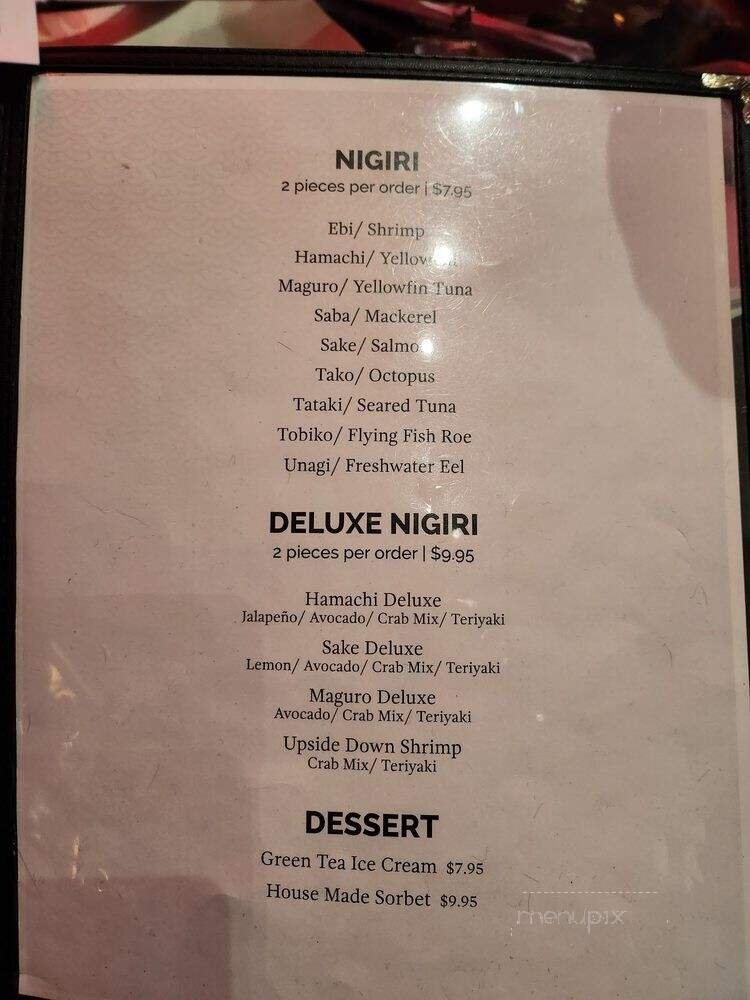 NIGIRI
2 pieces per order | $7.95
Ebi/ Shrimp
Hamachi/
Maguro/ Yellowfin Tuna
Saba/ Mackerel
Sake/ Salmon
Tako/ Octopus
Tataki/ Seared Tuna
Tobiko/ Flying Fish Roe
Unagi/ Freshwater Eel
DELUXE NIGIRI
2 pieces per order | $9.95
Hamachi Deluxe
Jalapeño/ Avocado/ Crab Mix/ Teriyaki
Sake Deluxe
Lemon/ Avocado/ Crab Mix/ Teriyaki
Maguro Deluxe
Avocado/ Crab Mix/ Teriyaki
Upside Down Shrimp
Crab Mix/ Teriyaki
DESSERT
Green Tea Ice Cream $7.95
House Made Sorbet $9.95
menupix